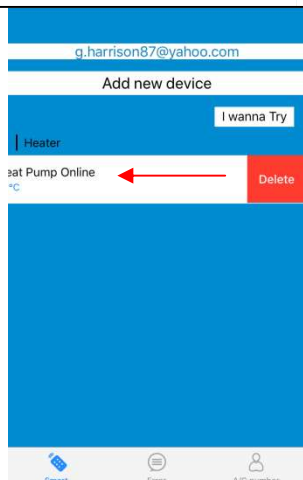 g.harrison87@yahoo.com
Add new device
I wanna Try
Heater
eat Pump Online
°C
Delete